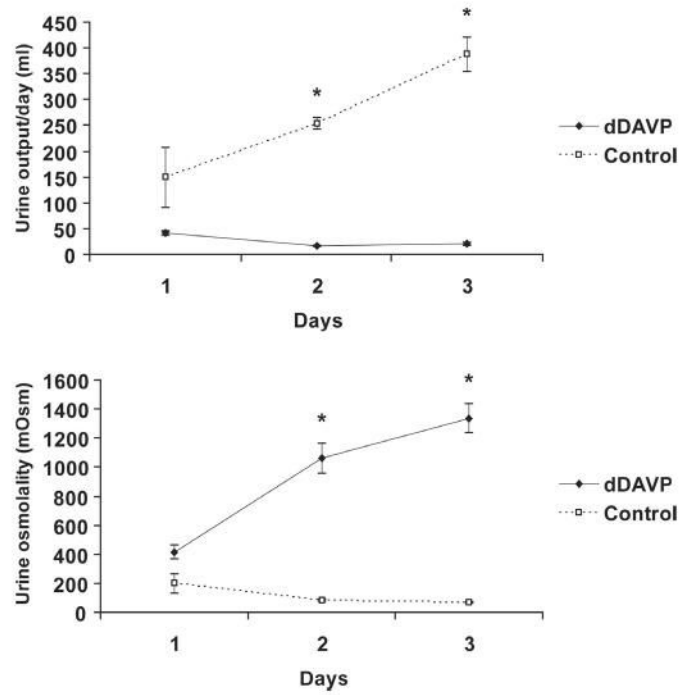 Urine output/day (ml)
450
400
350
300
250
200
150
100
50
0
*
*
1 2 3
Days
dDAVP
Control
Urine osmolality (mOsm)
1600
1400
1200
1000
800
600
400
200
0
*
*
1 2 3
Days
dDAVP
Control